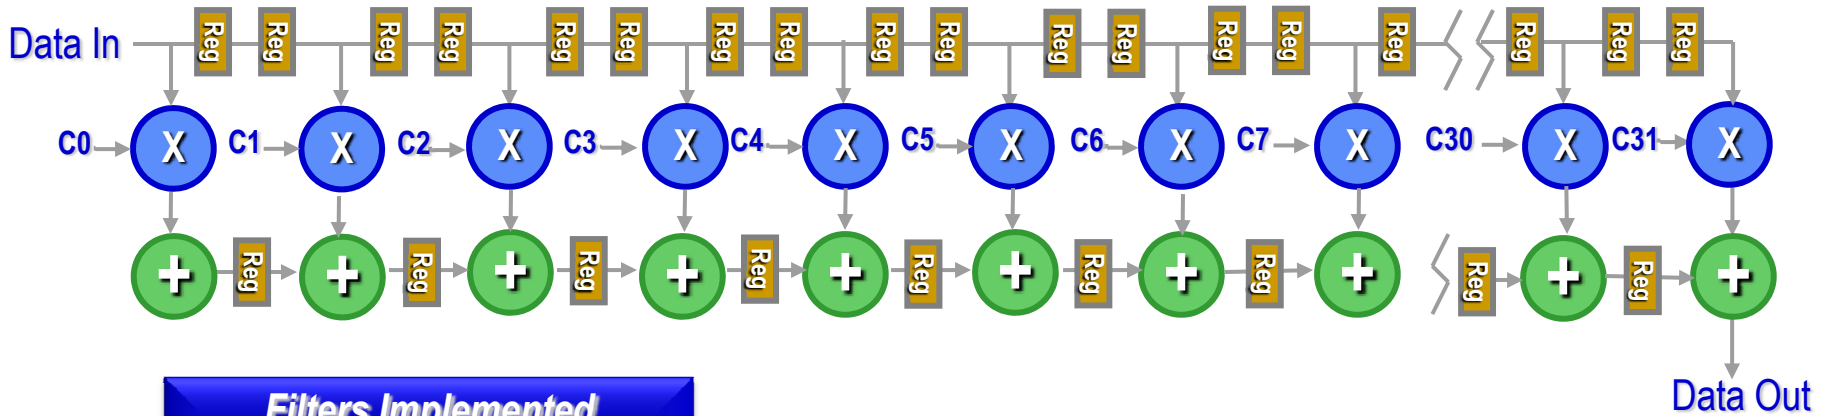 Data In Reg Reg Reg Reg Reg Reg Reg Reg Reg Reg Reg Reg Reg Reg Reg Reg Reg Reg
C0 X C1 X C2 X C3 X C4 X C5 X C6 X C7 X C30 X C31 X
+ Reg + Reg + Reg + Reg + Reg + Reg + Reg + Reg + Reg +
Data Out
Filters Implemented